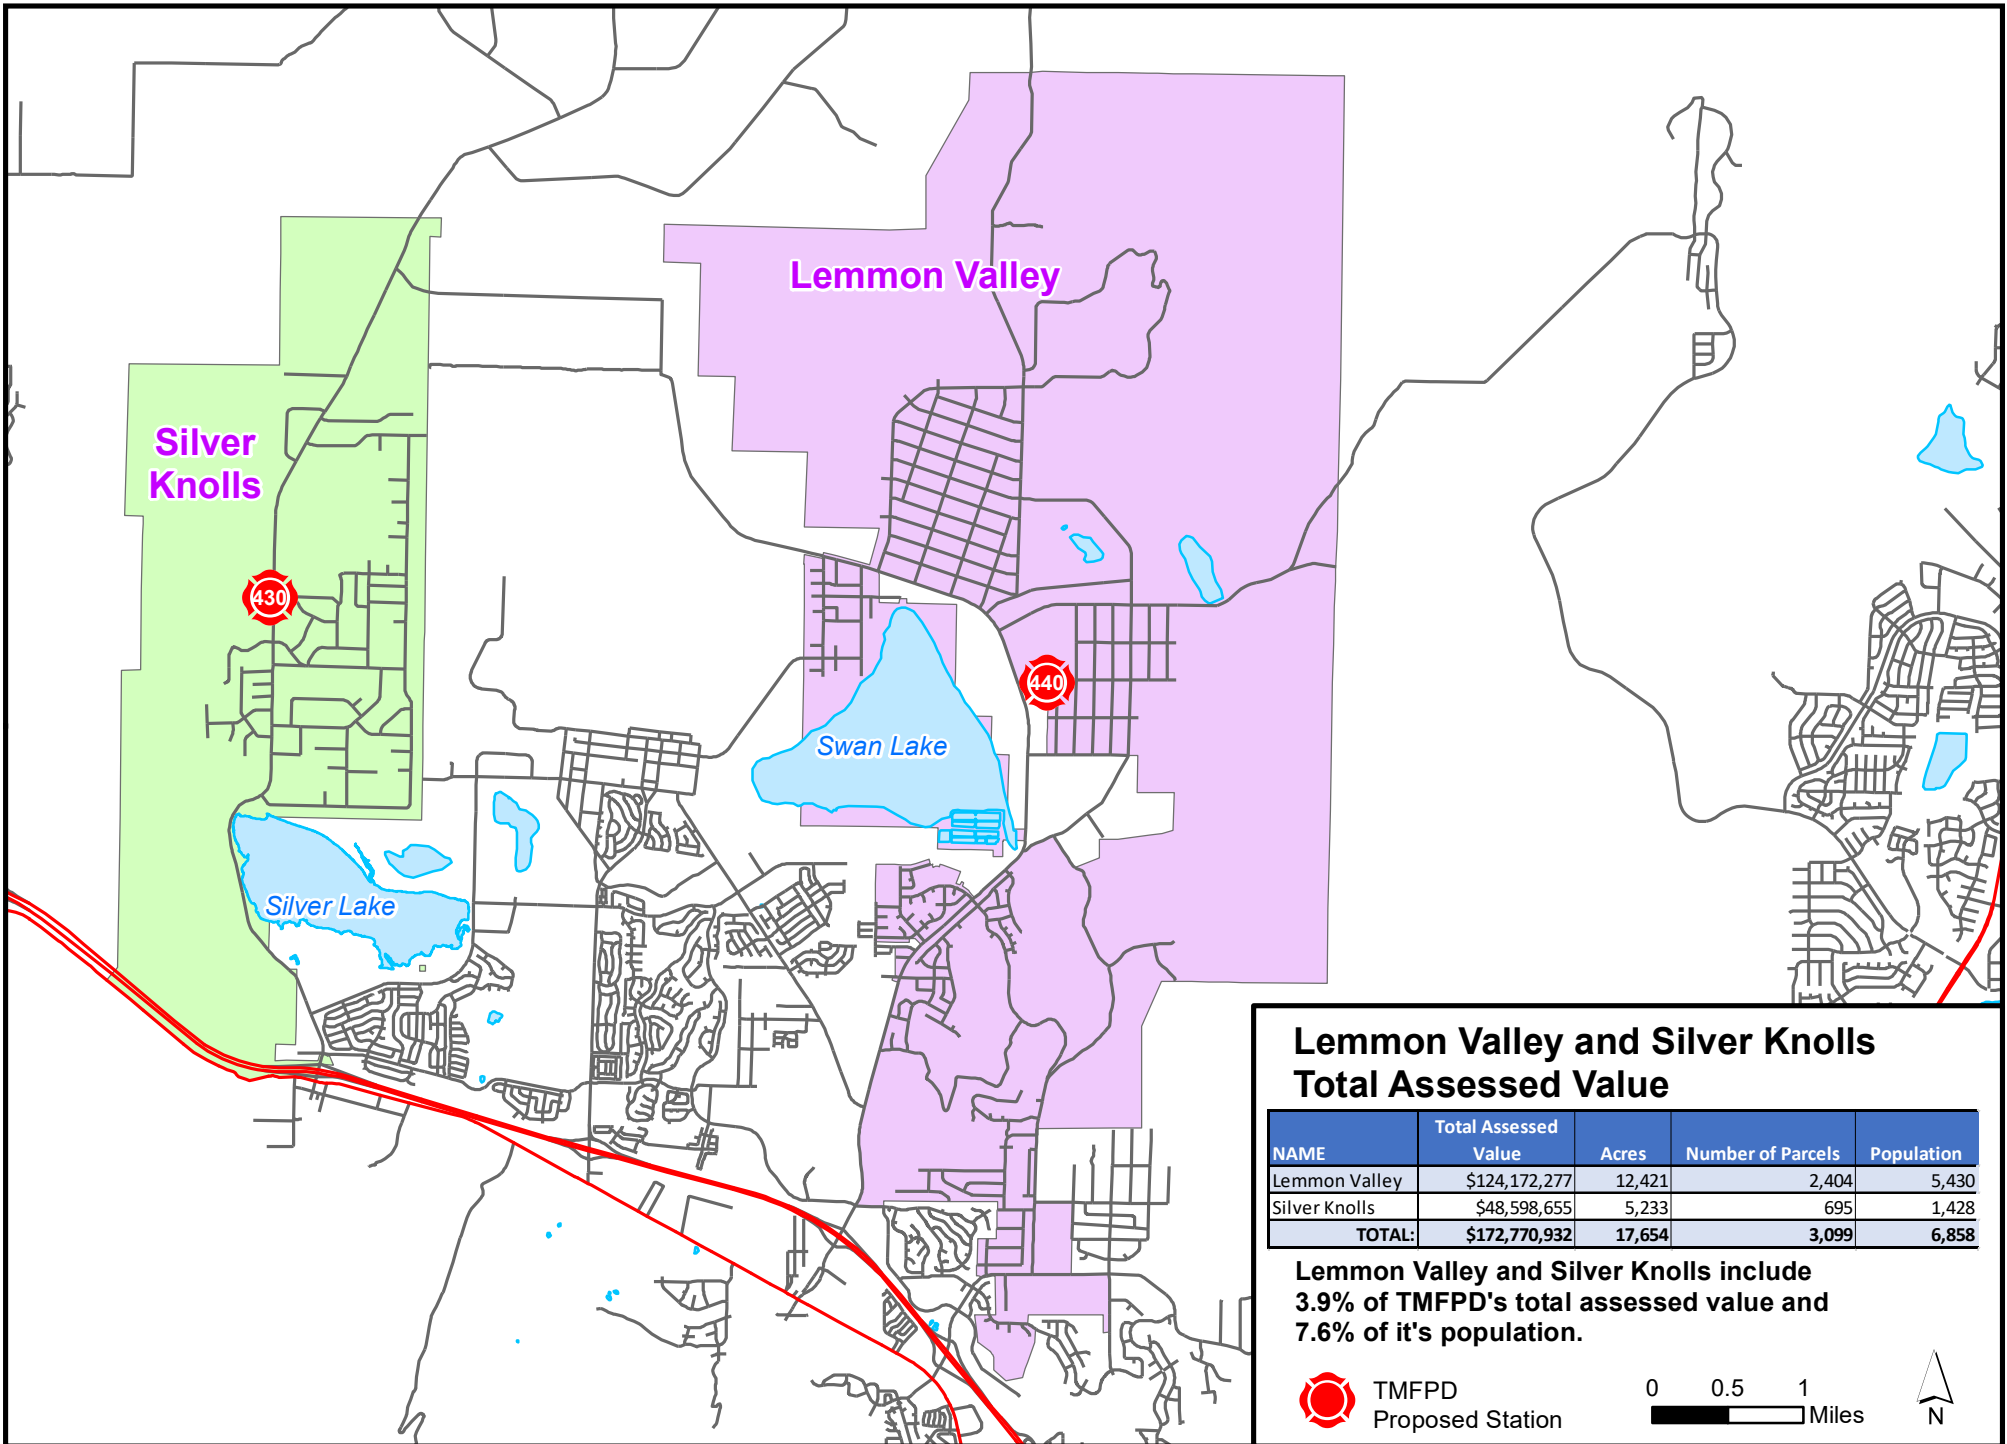 Lemmon Valley
Silver
Knolls
430
440
Swan Lake
Silver Lake
Lemmon Valley and Silver Knolls
Total Assessed Value
NAME Total Assessed Value Acres Number of Parcels Population
Lemmon Valley $124,172,277 12,421 2,404 5,430
Silver Knolls $48,598,655 5,233 695 1,428
TOTAL: $172,770,932 17,654 3,099 6,858
Lemmon Valley and Silver Knolls include
3.9% of TMFPD's total assessed value and
7.6% of it's population.
TMFPD
Proposed Station
0 0.5 1
Miles
N